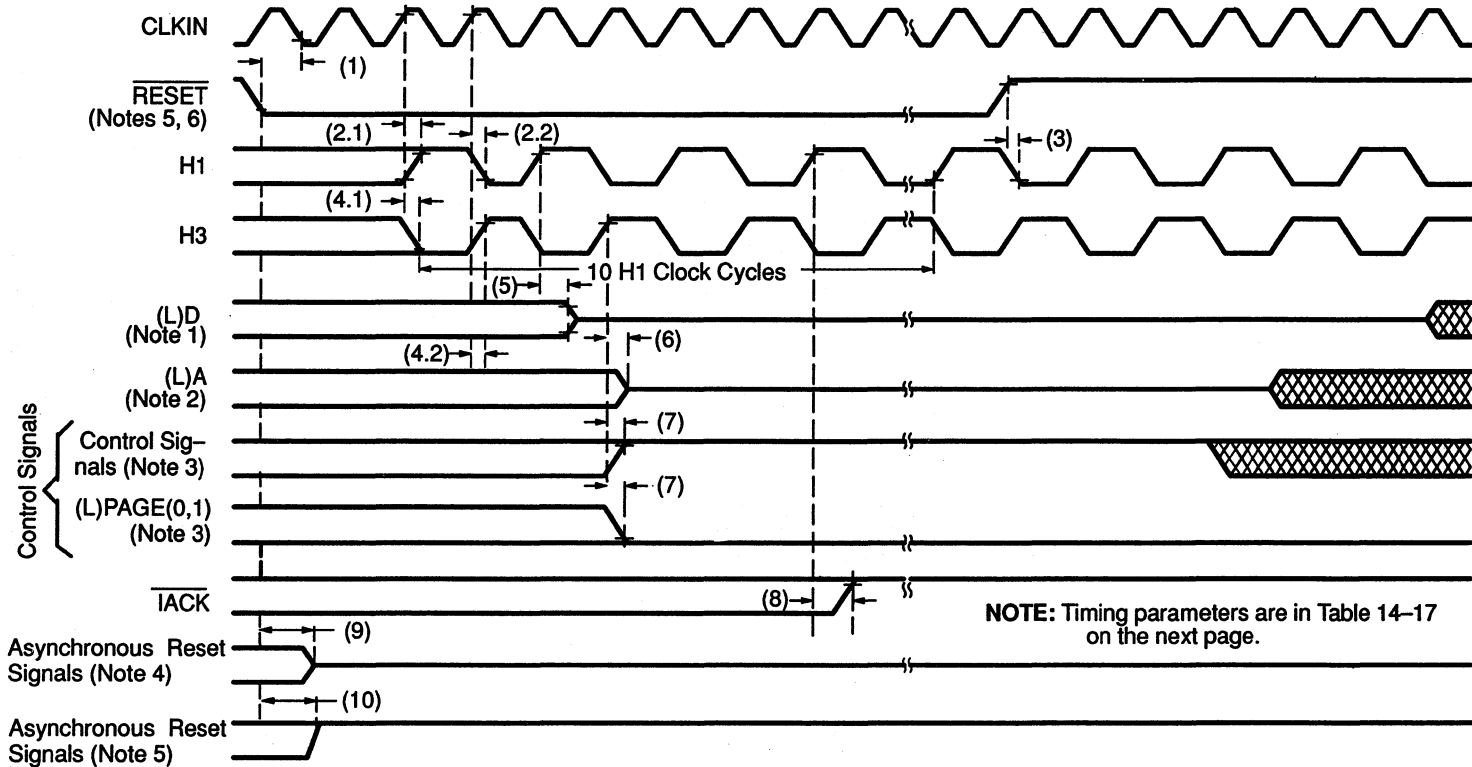 CLKIN
(1)
RESET
(Notes 5, 6)
(2.1)
(2.2)
(3)
H1
(4.1)
H3
10 H1 Clock Cycles
(5)
(L)D
(Note 1)
(6)
(4.2)
(L)A
(Note 2)
(7)
Control Signals
Control Sig–
nals (Note 3)
(7)
(L)PAGE(0,1)
(Note 3)
IACK
(8)
NOTE: Timing parameters are in Table 14–17
on the next page.
(9)
Asynchronous Reset
Signals (Note 4)
(10)
Asynchronous Reset
Signals (Note 5)